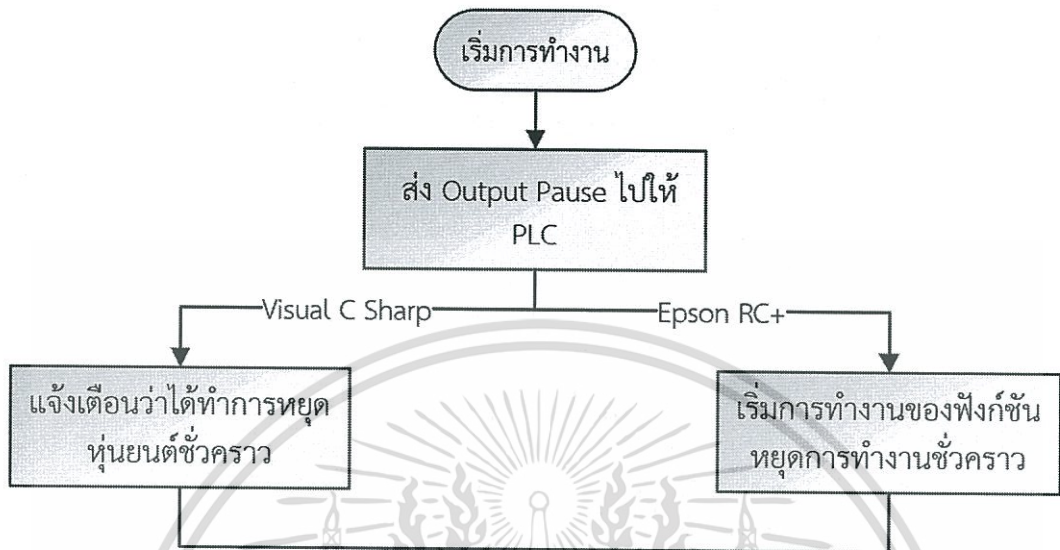 เริ่มการทำงาน
ส่ง Output Pause ไปให้
PLC
Visual C Sharp
Epson RC+
แจ้งเตือนว่าได้ทำการหยุด
หุ่นยนต์ชั่วคราว
เริ่มการทำงานของฟังก์ชัน
หยุดการทำงานชั่วคราว